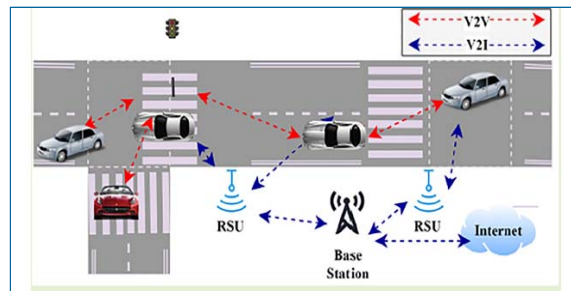 V2V
V2I
RSU
RSU
Base
Station
Internet